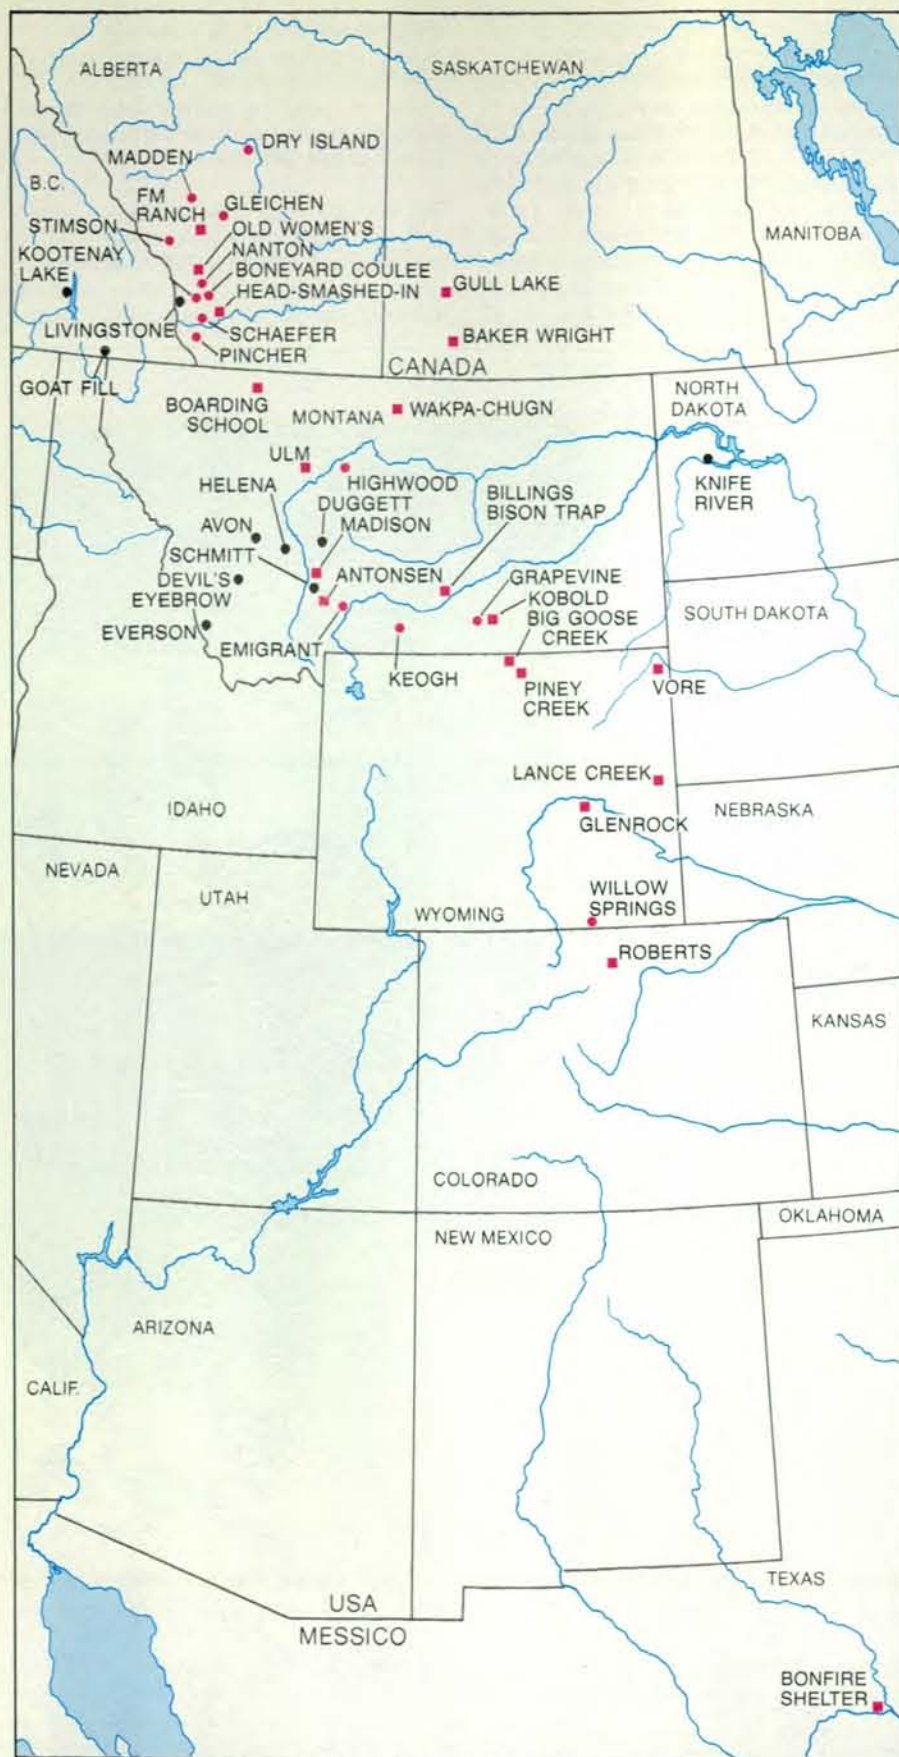 ALBERTA
SASKATCHEWAN
DRY ISLAND
MADDEN
B.C.
FM
RANCH
GLEICHEN
STIMSON
OLD WOMEN'S
MANITOBA
KOOTENAY
LAKE
NANTON
BONEYARD COULEE
HEAD-SMASHED-IN
GULL LAKE
LIVINGSTONE
SCHAEFER
PINCHER
BAKER WRIGHT
CANADA
GOAT FILL
BOARDING
SCHOOL
MONTANA
WAKPA-CHUGN
NORTH
DAKOTA
ULM
HELENA
HIGHWOOD
DUGGETT
MADISON
BILLINGS
BISON TRAP
KNIFE
RIVER
AVON
SCHMITT
DEVIL'S
EYEBROW
ANTONSEN
GRAPEVINE
KOBOLD
BIG GOOSE
CREEK
SOUTH DAKOTA
EVERSON
EMIGRANT
KEOGH
PINEY
CREEK
VORE
LANCE CREEK
IDAHO
GLENROCK
NEBRASKA
NEVADA
UTAH
WYOMING
WILLOW
SPRINGS
ROBERTS
KANSAS
COLORADO
OKLAHOMA
NEW MEXICO
ARIZONA
CALIF.
TEXAS
USA
MESSICO
BONFIRE
SHELTER